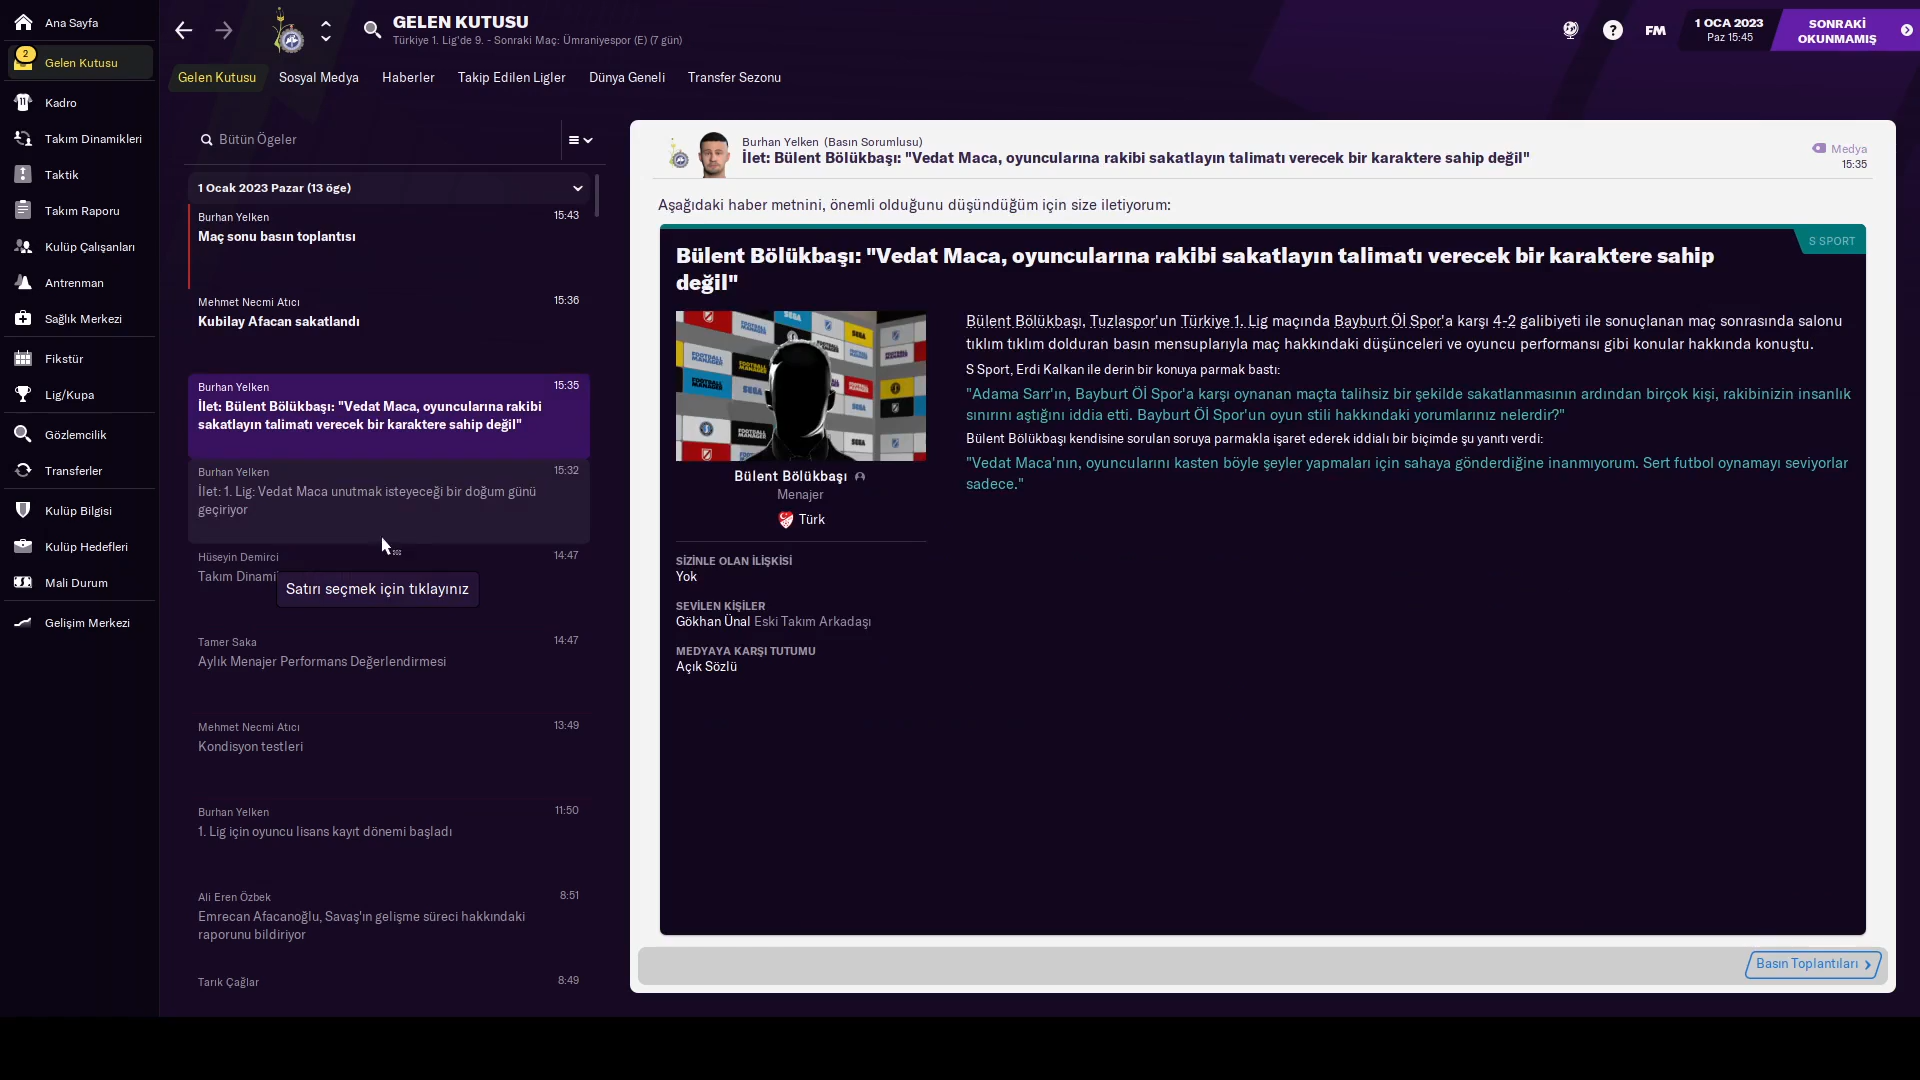 Ana Sayfa
2
Gelen Kutusu
Kadro
Takım Dinamikleri
Taktik
Takım Raporu
Kulüp Çalışanları
Antrenman
Sağlık Merkezi
Fikstür
Lig/Kupa
Gözlemcilik
Transferler
Kulüp Bilgisi
Kulüp Hedefleri
Mali Durum
Gelişim Merkezi
GELEN KUTUSU
Türkiye 1. Lig'de 9. - Sonraki Maç: Ümraniyespor (E) (7 gün)
FM
1 OCA 2023
Paz 15:45
SONRAKİ
OKUNMAMIŞ
Gelen Kutusu Sosyal Medya Haberler Takip Edilen Ligler Dünya Geneli Transfer Sezonu
Bütün Ögeler
1 Ocak 2023 Pazar (13 öge)
Burhan Yelken 15:43
Maç sonu basın toplantısı
Mehmet Necmi Atıcı 15:36
Kubilay Afacan sakatlandı
Burhan Yelken 15:35
İlet: Bülent Bölükbaşı: "Vedat Maca, oyuncularına rakibi
sakatlayın talimatı verecek bir karaktere sahip değil"
Burhan Yelken 15:32
İlet: 1. Lig: Vedat Maca unutmak isteyeceği bir doğum günü
geçiriyor
Hüseyin Demirci 14:47
Takım Dinami
Satırı seçmek için tıklayınız
Tamer Saka 14:47
Aylık Menajer Performans Değerlendirmesi
Mehmet Necmi Atıcı 13:49
Kondisyon testleri
Burhan Yelken 11:50
1. Lig için oyuncu lisans kayıt dönemi başladı
Ali Eren Özbek 8:51
Emrecan Afacanoğlu, Savaş'ın gelişme süreci hakkındaki
raporunu bildiriyor
Tarık Çağlar 8:49
Burhan Yelken (Basın Sorumlusu)
İlet: Bülent Bölükbaşı: "Vedat Maca, oyuncularına rakibi sakatlayın talimatı verecek bir karaktere sahip değil"
Medya
15:35
Aşağıdaki haber metnini, önemli olduğunu düşündüğüm için size iletiyorum:
S SPORT
Bülent Bölükbaşı: "Vedat Maca, oyuncularına rakibi sakatlayın talimatı verecek bir karaktere sahip
değil"
Bülent Bölükbaşı
Menajer
Türk
SİZİNLE OLAN İLİŞKİSİ
Yok
SEVİLEN KİŞİLER
Gökhan Ünal Eski Takım Arkadaşı
MEDYAYA KARŞI TUTUMU
Açık Sözlü
Bülent Bölükbaşı, Tuzlaspor'un Türkiye 1. Lig maçında Bayburt Öİ Spor'a karşı 4-2 galibiyeti ile sonuçlanan maç sonrasında salonu
tıklım tıklım dolduran basın mensuplarıyla maç hakkındaki düşünceleri ve oyuncu performansı gibi konular hakkında konuştu.
S Sport, Erdi Kalkan ile derin bir konuya parmak bastı:
"Adama Sarr'ın, Bayburt Öİ Spor'a karşı oynanan maçta talihsiz bir şekilde sakatlanmasının ardından birçok kişi, rakibinizin insanlık
sınırını aştığını iddia etti. Bayburt Öİ Spor'un oyun stili hakkındaki yorumlarınız nelerdir?"
Bülent Bölükbaşı kendisine sorulan soruya parmakla işaret ederek iddialı bir biçimde şu yanıtı verdi:
"Vedat Maca'nın, oyuncularını kasten böyle şeyler yapmaları için sahaya gönderdiğine inanmıyorum. Sert futbol oynamayı seviyorlar
sadece."
Basın Toplantıları